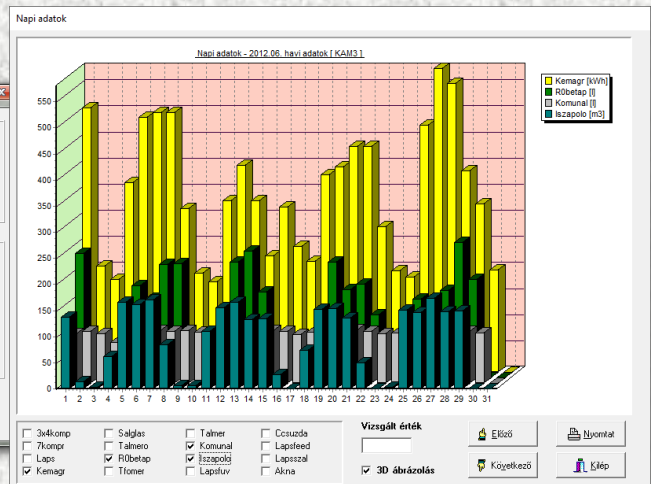 Napi adatok
Napi adatok - 2012.06. havi adatok [ KAM3 ]
Kemagr [kWh]
R0betap [l]
Komunal [l]
Iszapolo [m3]
550
500
450
400
350
300
250
200
150
100
50
0
1 2 3 4 5 6 7 8 9 10 11 12 13 14 15 16 17 18 19 20 21 22 23 24 25 26 27 28 29 30 31
3x4komp Salglas Talmer Ccsuzda
7kompr Talmero Komunal Lapsfeed
Laps R0betap Iszapolo Lapsszal
Kemagr Tfomer Lapsfuv Akna
Vizsgált érték
3D ábrázolás
Előző
Nyomtat
Következő
Kilép